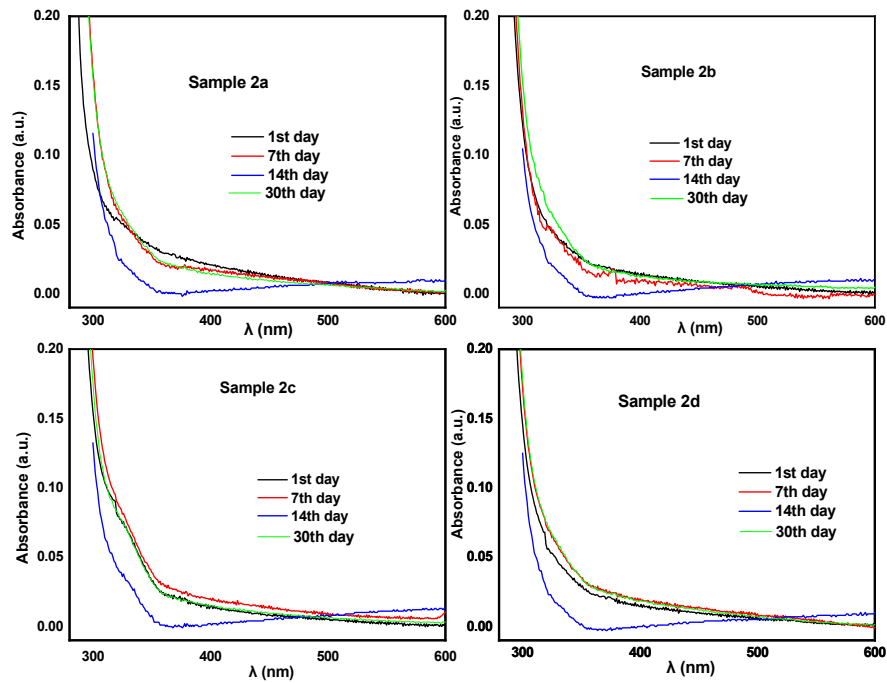 Sample 2a
1st day
7th day
14th day
30th day
0.20
0.15
0.10
0.05
0.00
Absorbance (a.u.)
300 400 500 600
λ (nm)
Sample 2b
1st day
7th day
14th day
30th day
0.20
0.15
0.10
0.05
0.00
Absorbance (a.u.)
300 400 500 600
λ (nm)
Sample 2c
1st day
7th day
14th day
30th day
0.20
0.15
0.10
0.05
0.00
Absorbance (a.u.)
300 400 500 600
λ (nm)
Sample 2d
1st day
7th day
14th day
30th day
0.20
0.15
0.10
0.05
0.00
Absorbance (a.u.)
300 400 500 600
λ (nm)